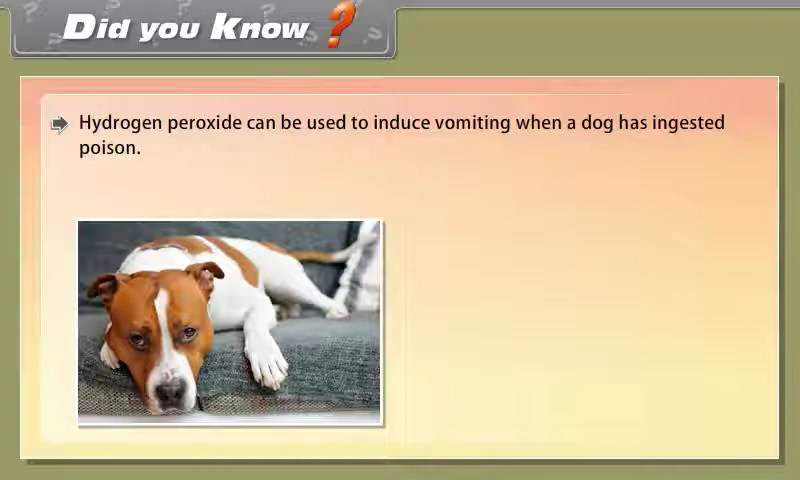 Did you Know ?
Hydrogen peroxide can be used to induce vomiting when a dog has ingested
poison.